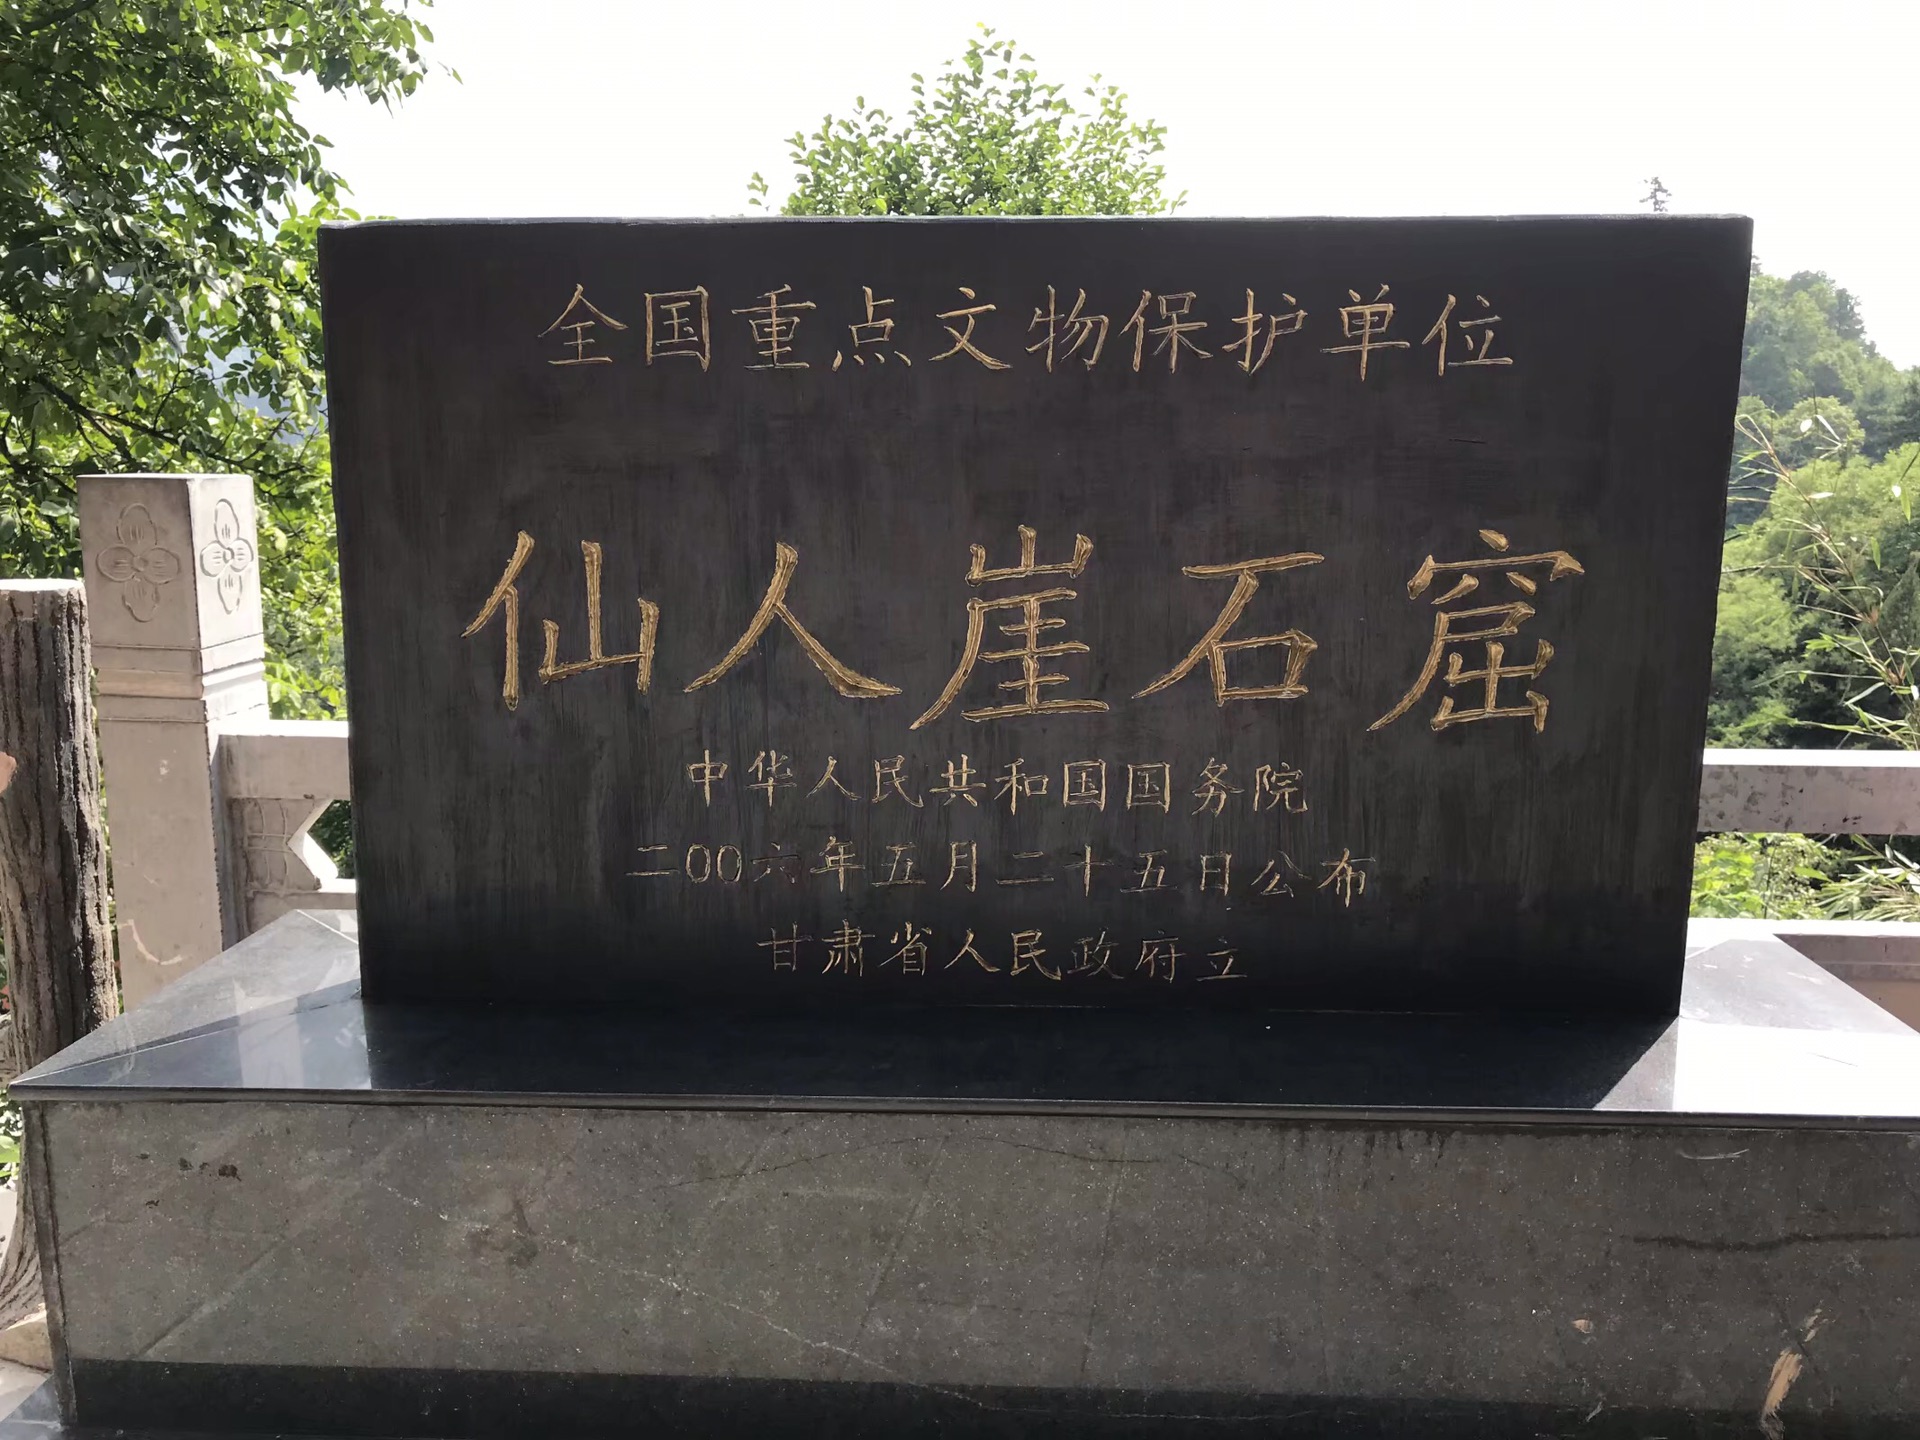 全国重点文物保护单位
仙人崖石窟
中华人民共和国国务院
二〇〇六年五月二十五日公布
甘肃省人民政府立